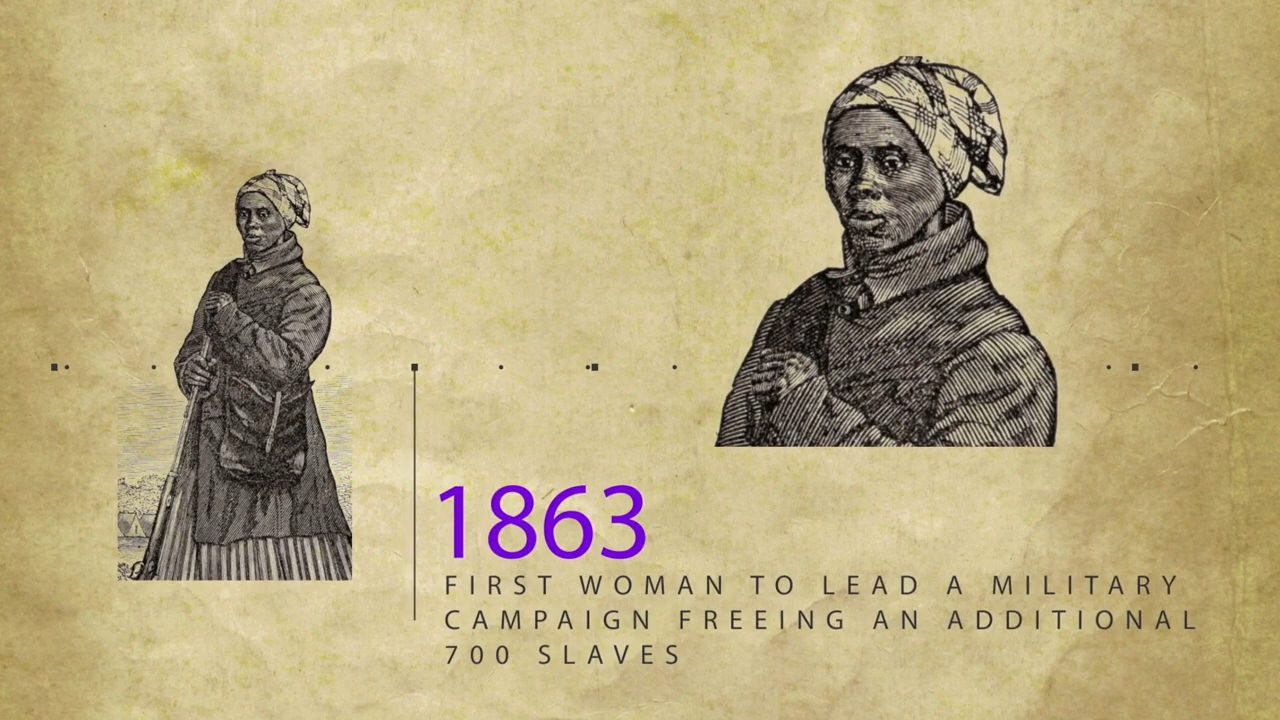 1863
FIRST WOMAN TO LEAD A MILITARY
CAMPAIGN FREEING AN ADDITIONAL
700 SLAVES